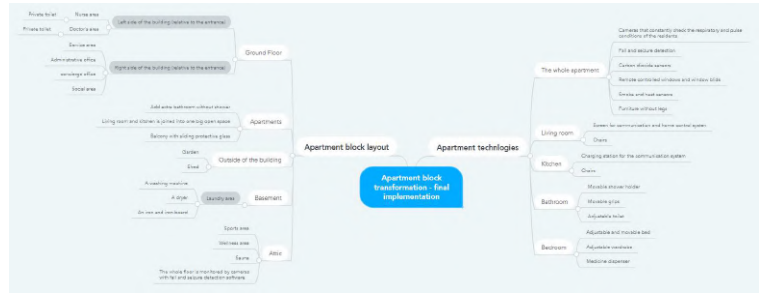 Private toilet
Nurse area
Left side of the building (relative to the entrance)
Private toilet
Doctors area
Ground Floor
Service area
Administrative office
concierge office
Social area
Right side of the building (relative to the entrance)
Add extra bathroom without shower
Living room and kitchen is joined into one big open space
Balcony with sliding protective glass
Apartments
Garden
Outside of the building
A washing machine
A dryer
An iron and ironboard
Laundry area
Basement
Sports area
Wellness area
Sauna
The whole floor is monitored by cameras
with fall and seizure detection software
Attic
Apartment block layout
Apartment block
transformation - final
implementation
Apartment technlogies
The whole apartment
Cameras that constantly check the respiratory and pulse
conditions of the residents
Fall and seizure detection
Carbon dioxide sensors
Remote controlled windows and window blids
Smoke and heat sensors
Furniture without legs
Living room
Screen for communication and home control system
Chairs
Kitchen
Charging station for the communication system
Chairs
Bathroom
Movable shower holder
Movable grips
Adjustable toilet
Bedroom
Adjustable and movable bed
Adjustable wardrobe
Medicine dispenser